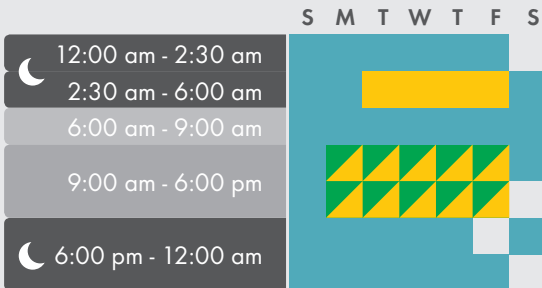 S M T W T F S
12:00 am - 2:30 am
2:30 am - 6:00 am
6:00 am - 9:00 am
9:00 am - 6:00 pm
6:00 pm - 12:00 am